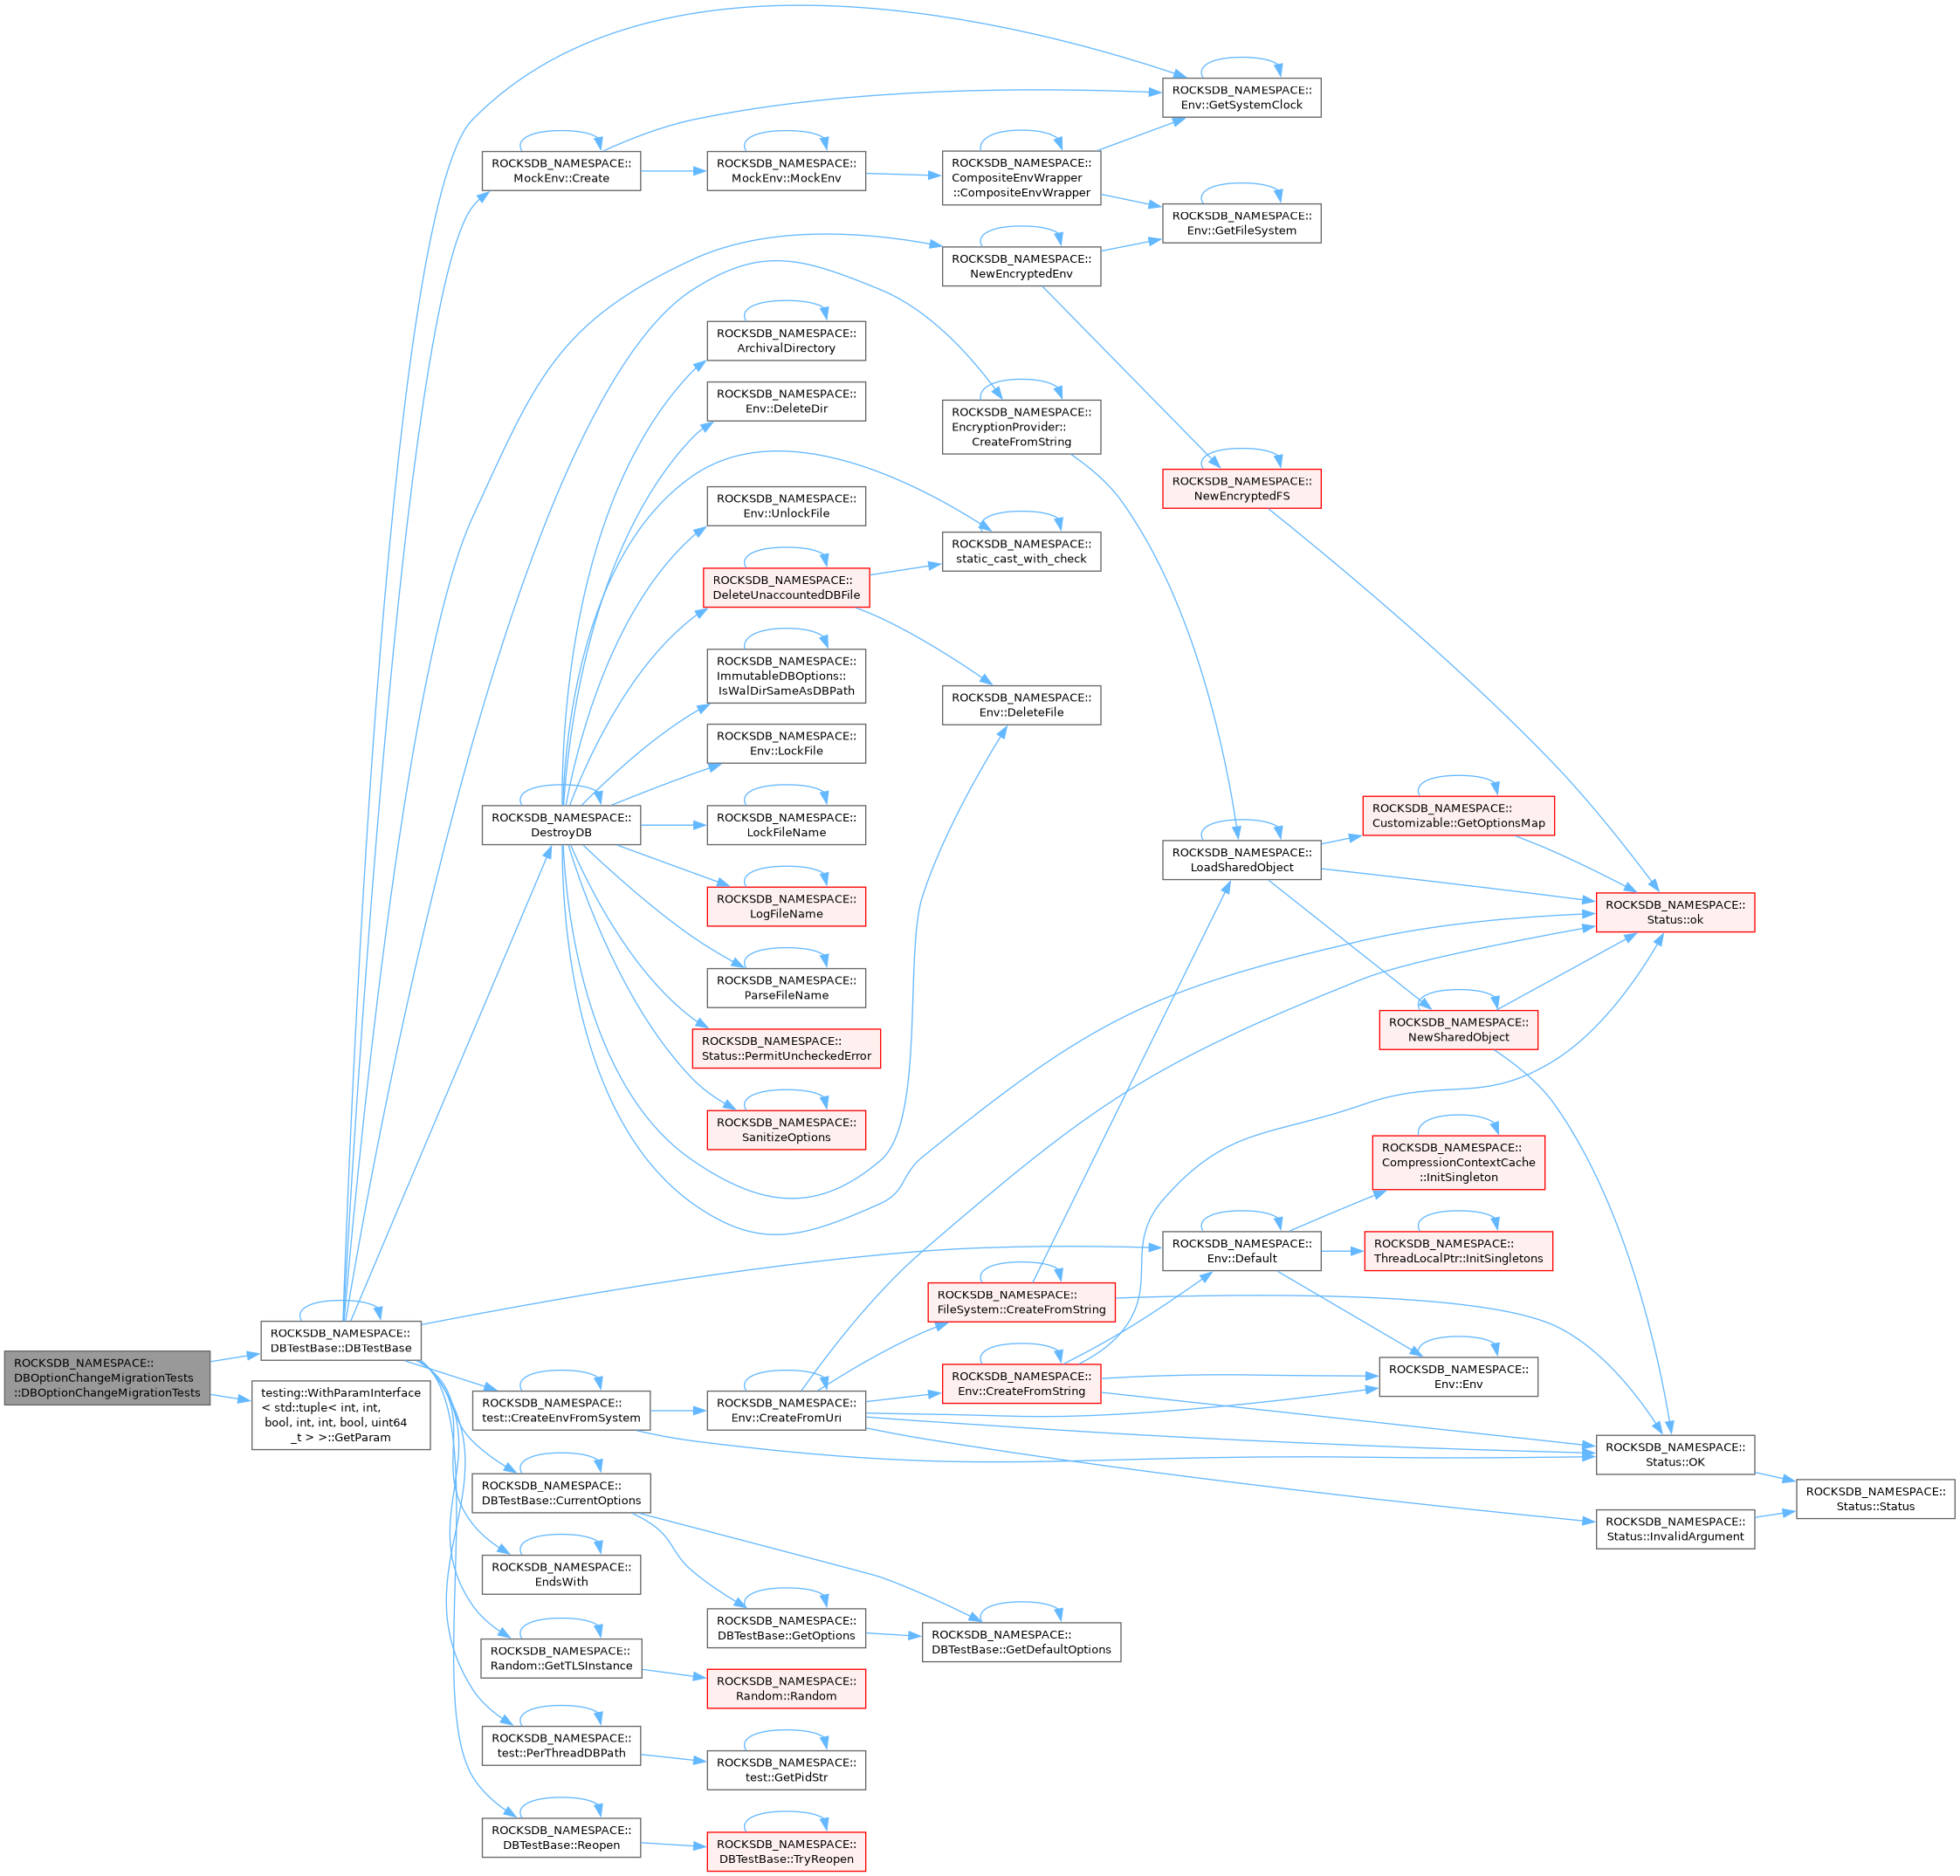 ROCKSDB_NAMESPACE::
DBOptionChangeMigrationTests
::DBOptionChangeMigrationTests
ROCKSDB_NAMESPACE::
DBTestBase::DBTestBase
testing::WithParamInterface
< std::tuple< int, int,
bool, int, int, bool, uint64
_t > >::GetParam
ROCKSDB_NAMESPACE::
MockEnv::Create
ROCKSDB_NAMESPACE::
DestroyDB
ROCKSDB_NAMESPACE::
test::CreateEnvFromSystem
ROCKSDB_NAMESPACE::
DBTestBase::CurrentOptions
ROCKSDB_NAMESPACE::
EndsWith
ROCKSDB_NAMESPACE::
Random::GetTLSInstance
ROCKSDB_NAMESPACE::
test::PerThreadDBPath
ROCKSDB_NAMESPACE::
DBTestBase::Reopen
ROCKSDB_NAMESPACE::
MockEnv::MockEnv
ROCKSDB_NAMESPACE::
ArchivalDirectory
ROCKSDB_NAMESPACE::
Env::DeleteDir
ROCKSDB_NAMESPACE::
Env::UnlockFile
ROCKSDB_NAMESPACE::
DeleteUnaccountedDBFile
ROCKSDB_NAMESPACE::
ImmutableDBOptions::
IsWalDirSameAsDBPath
ROCKSDB_NAMESPACE::
Env::LockFile
ROCKSDB_NAMESPACE::
LockFileName
ROCKSDB_NAMESPACE::
LogFileName
ROCKSDB_NAMESPACE::
ParseFileName
ROCKSDB_NAMESPACE::
Status::PermitUncheckedError
ROCKSDB_NAMESPACE::
SanitizeOptions
ROCKSDB_NAMESPACE::
Env::CreateFromUri
ROCKSDB_NAMESPACE::
DBTestBase::GetOptions
ROCKSDB_NAMESPACE::
Random::Random
ROCKSDB_NAMESPACE::
test::GetPidStr
ROCKSDB_NAMESPACE::
DBTestBase::TryReopen
ROCKSDB_NAMESPACE::
CompositeEnvWrapper
::CompositeEnvWrapper
ROCKSDB_NAMESPACE::
NewEncryptedEnv
ROCKSDB_NAMESPACE::
EncryptionProvider::
CreateFromString
ROCKSDB_NAMESPACE::
static_cast_with_check
ROCKSDB_NAMESPACE::
Env::DeleteFile
ROCKSDB_NAMESPACE::
FileSystem::CreateFromString
ROCKSDB_NAMESPACE::
Env::CreateFromString
ROCKSDB_NAMESPACE::
DBTestBase::GetDefaultOptions
ROCKSDB_NAMESPACE::
Env::GetSystemClock
ROCKSDB_NAMESPACE::
Env::GetFileSystem
ROCKSDB_NAMESPACE::
NewEncryptedFS
ROCKSDB_NAMESPACE::
LoadSharedObject
ROCKSDB_NAMESPACE::
Env::Default
ROCKSDB_NAMESPACE::
Customizable::GetOptionsMap
ROCKSDB_NAMESPACE::
NewSharedObject
ROCKSDB_NAMESPACE::
CompressionContextCache
::InitSingleton
ROCKSDB_NAMESPACE::
ThreadLocalPtr::InitSingletons
ROCKSDB_NAMESPACE::
Env::Env
ROCKSDB_NAMESPACE::
Status::ok
ROCKSDB_NAMESPACE::
Status::OK
ROCKSDB_NAMESPACE::
Status::InvalidArgument
ROCKSDB_NAMESPACE::
Status::Status